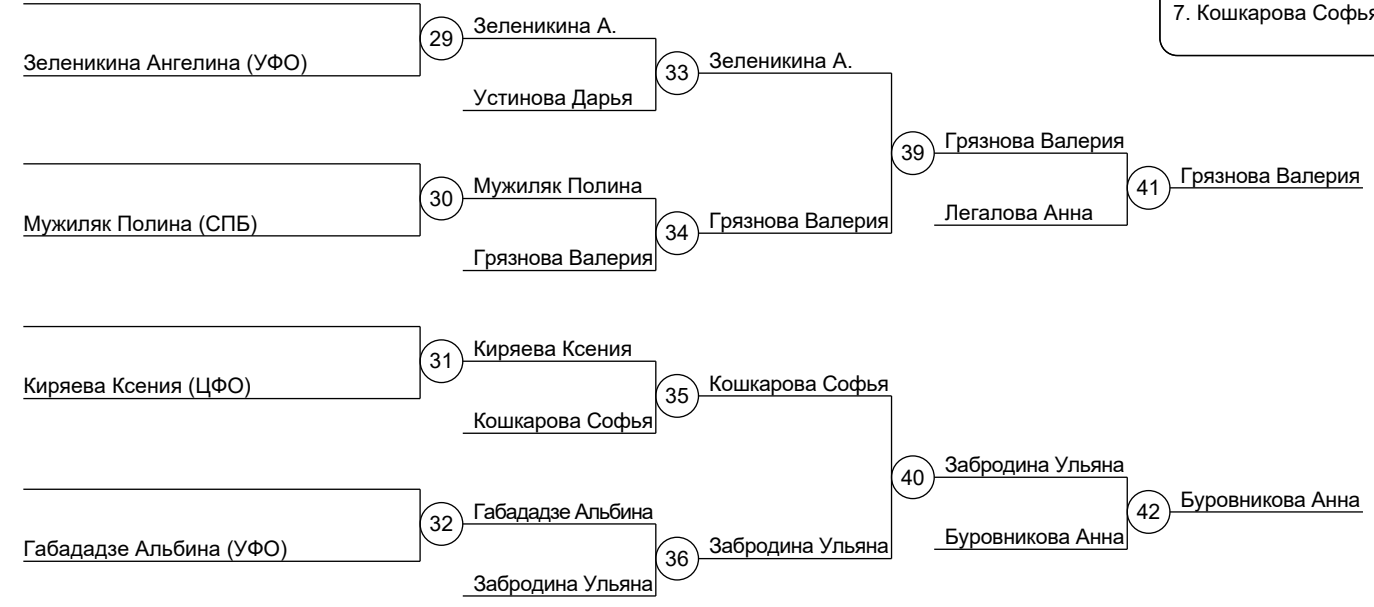 7. Кошкарова Софья
Зеленикина Ангелина (УФО)
29
Зеленикина А.
Устинова Дарья
33
Зеленикина А.
Мужиляк Полина (СПБ)
30
Мужиляк Полина
Грязнова Валерия
34
Грязнова Валерия
39
Грязнова Валерия
Легалова Анна
41
Грязнова Валерия
Киряева Ксения (ЦФО)
31
Киряева Ксения
Кошкарова Софья
35
Кошкарова Софья
Габададзе Альбина (УФО)
32
Габададзе Альбина
Забродина Ульяна
36
Забродина Ульяна
40
Забродина Ульяна
Буровникова Анна
42
Буровникова Анна